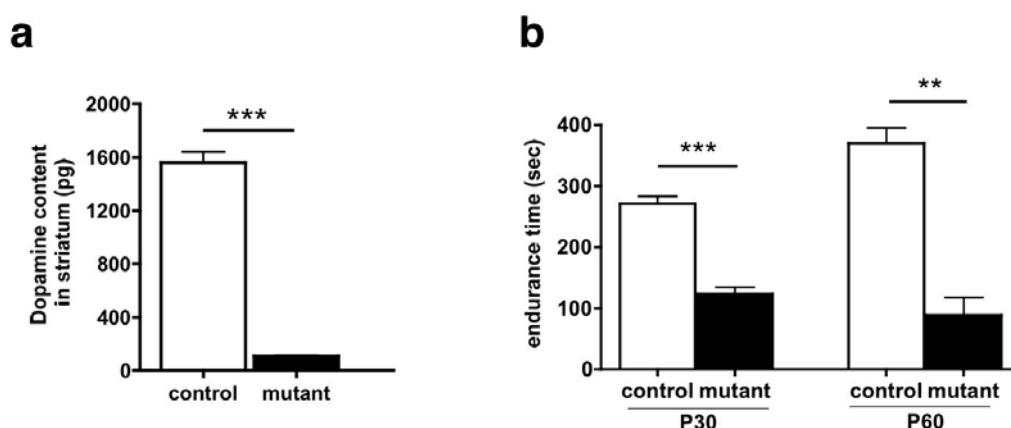 a
Dopamine content
in striatum (pg)
2000
1600
1200
800
400
0
***
control mutant
b
endurance time (sec)
400
300
200
100
0
***
**
control mutant control mutant
P30 P60